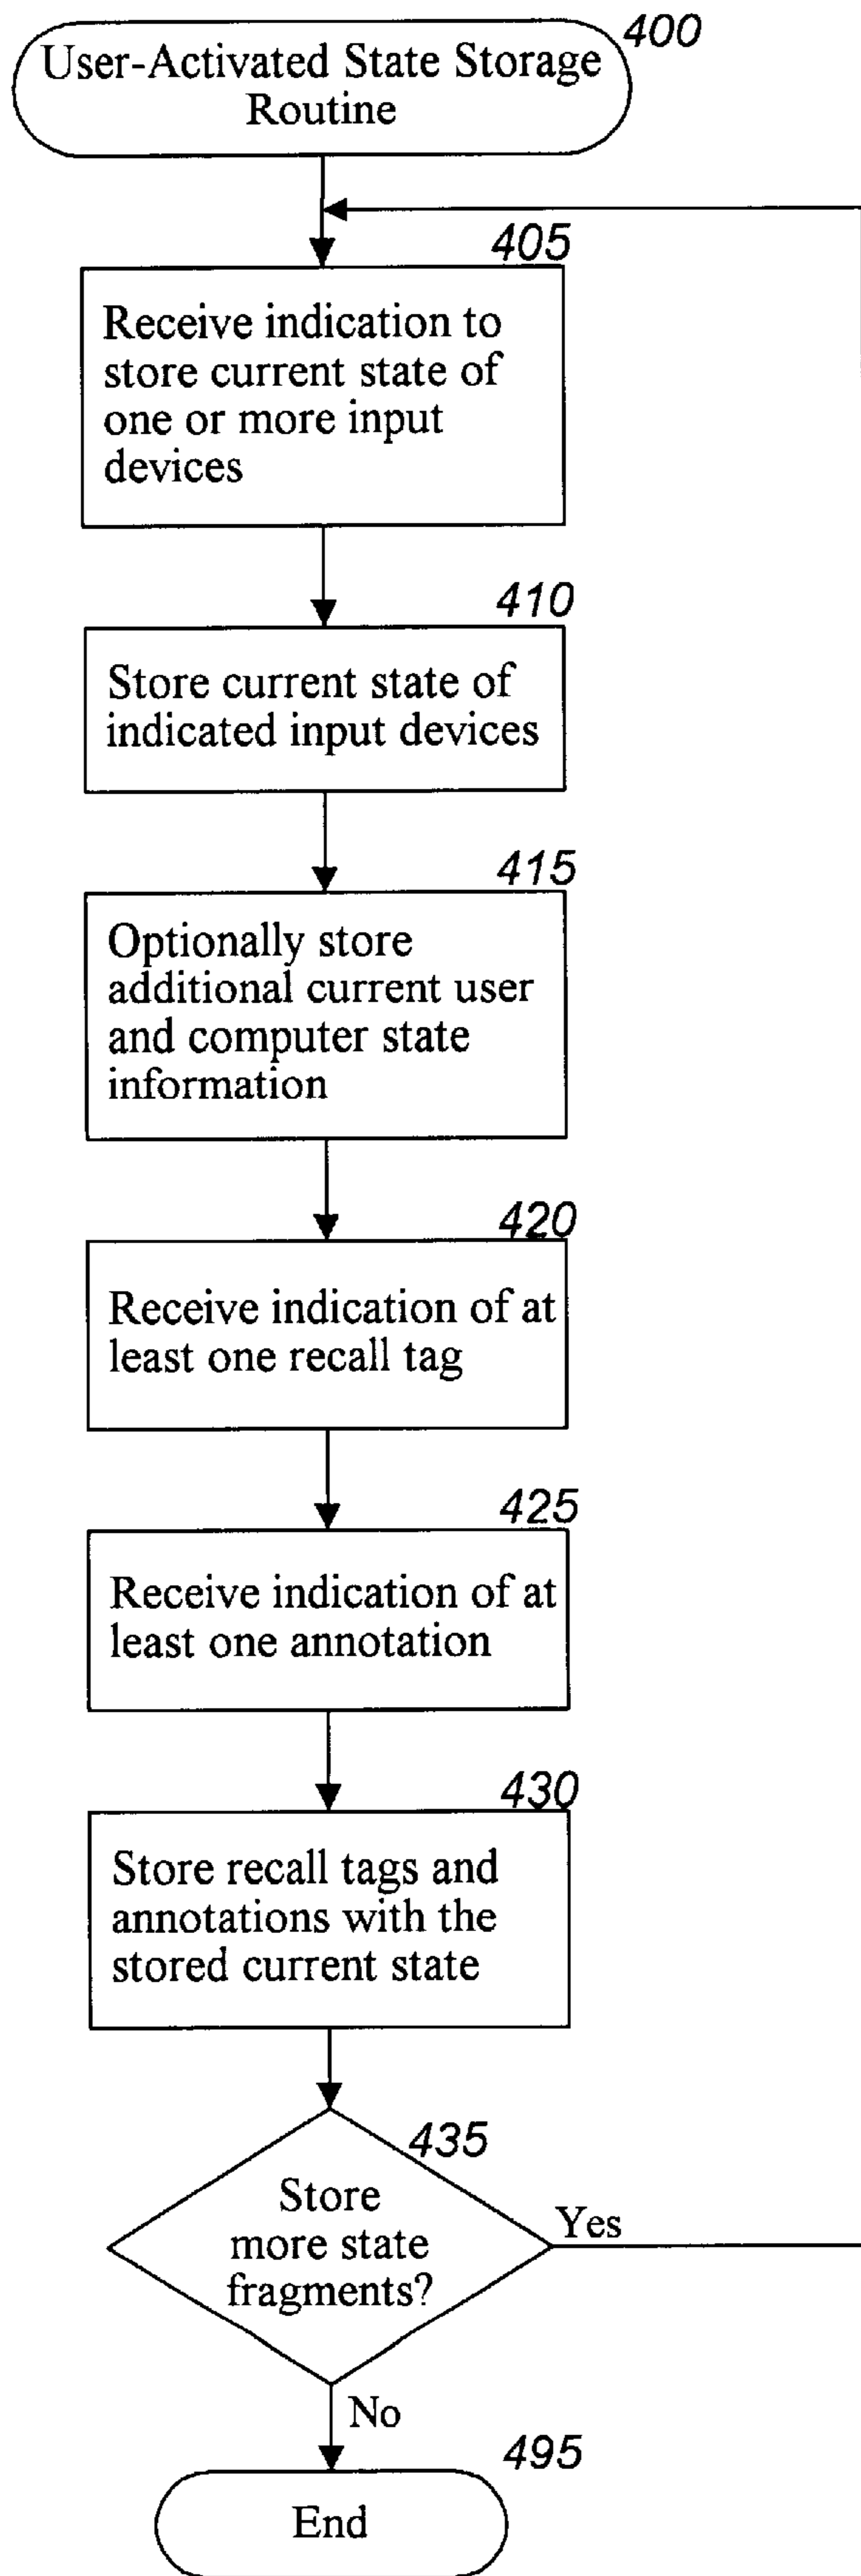 400
User-Activated State Storage
Routine
405
Receive indication to
store current state of
one or more input
devices
410
Store current state of
indicated input devices
415
Optionally store
additional current user
and computer state
information
420
Receive indication of at
least one recall tag
425
Receive indication of at
least one annotation
430
Store recall tags and
annotations with the
stored current state
435
Store
more state
fragments?
Yes
No
495
End